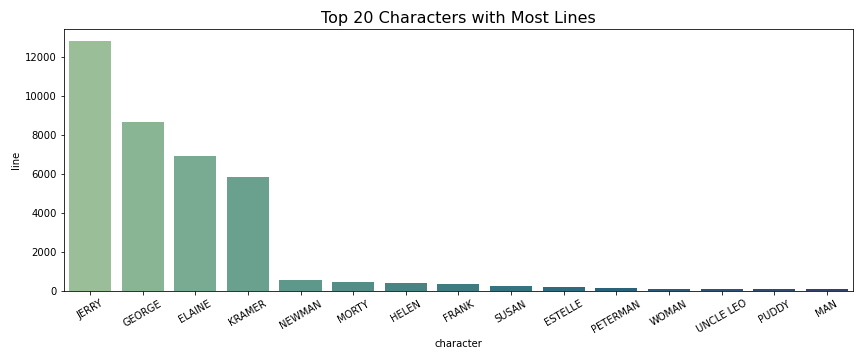 Top 20 Characters with Most Lines
12000
10000
8000
6000
4000
2000
0
line
JERRY
GEORGE
ELAINE
KRAMER
NEWMAN
MORTY
HELEN
FRANK
SUSAN
ESTELLE
PETERMAN
WOMAN
UNCLE LEO
PUDDY
MAN
character